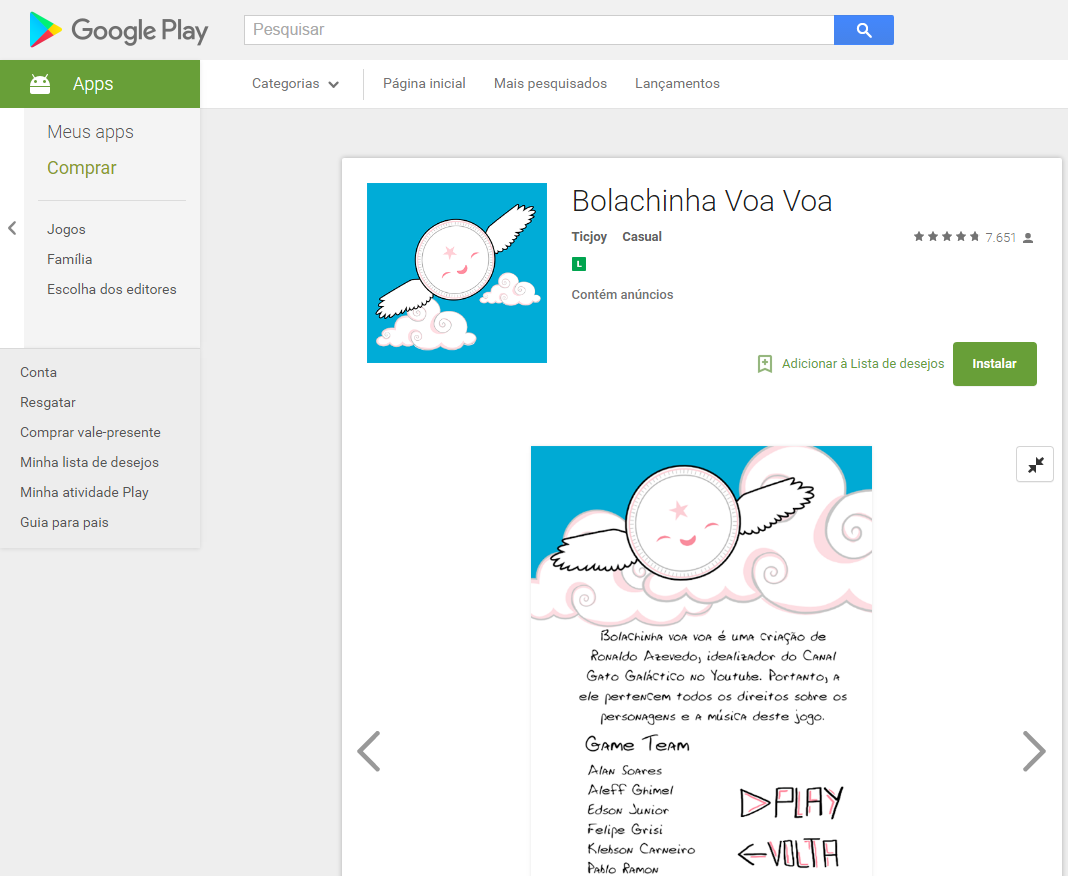 Google Play
Pesquisar
Apps
Categorias
Página inicial
Mais pesquisados
Lançamentos
Meus apps
Comprar
Jogos
Família
Escolha dos editores
Conta
Resgatar
Comprar vale-presente
Minha lista de desejos
Minha atividade Play
Guia para pais
Bolachinha Voa Voa
Ticjoy Casual
7.651
L
Contém anúncios
Adicionar à Lista de desejos
Instalar
Bolachinha voa voa é uma criação de
Ronaldo Azevedo, idealizador do Canal
Gato Galáctico no Youtube. Portanto, a
ele pertencem todos os direitos sobre os
personagens e a música deste jogo.
Game Team
Alan Soares
Aleff Ghimel
Edson Junior
Felipe Grisi
Klebson Carneiro
Pablo Ramon
PLAY
VOLTA